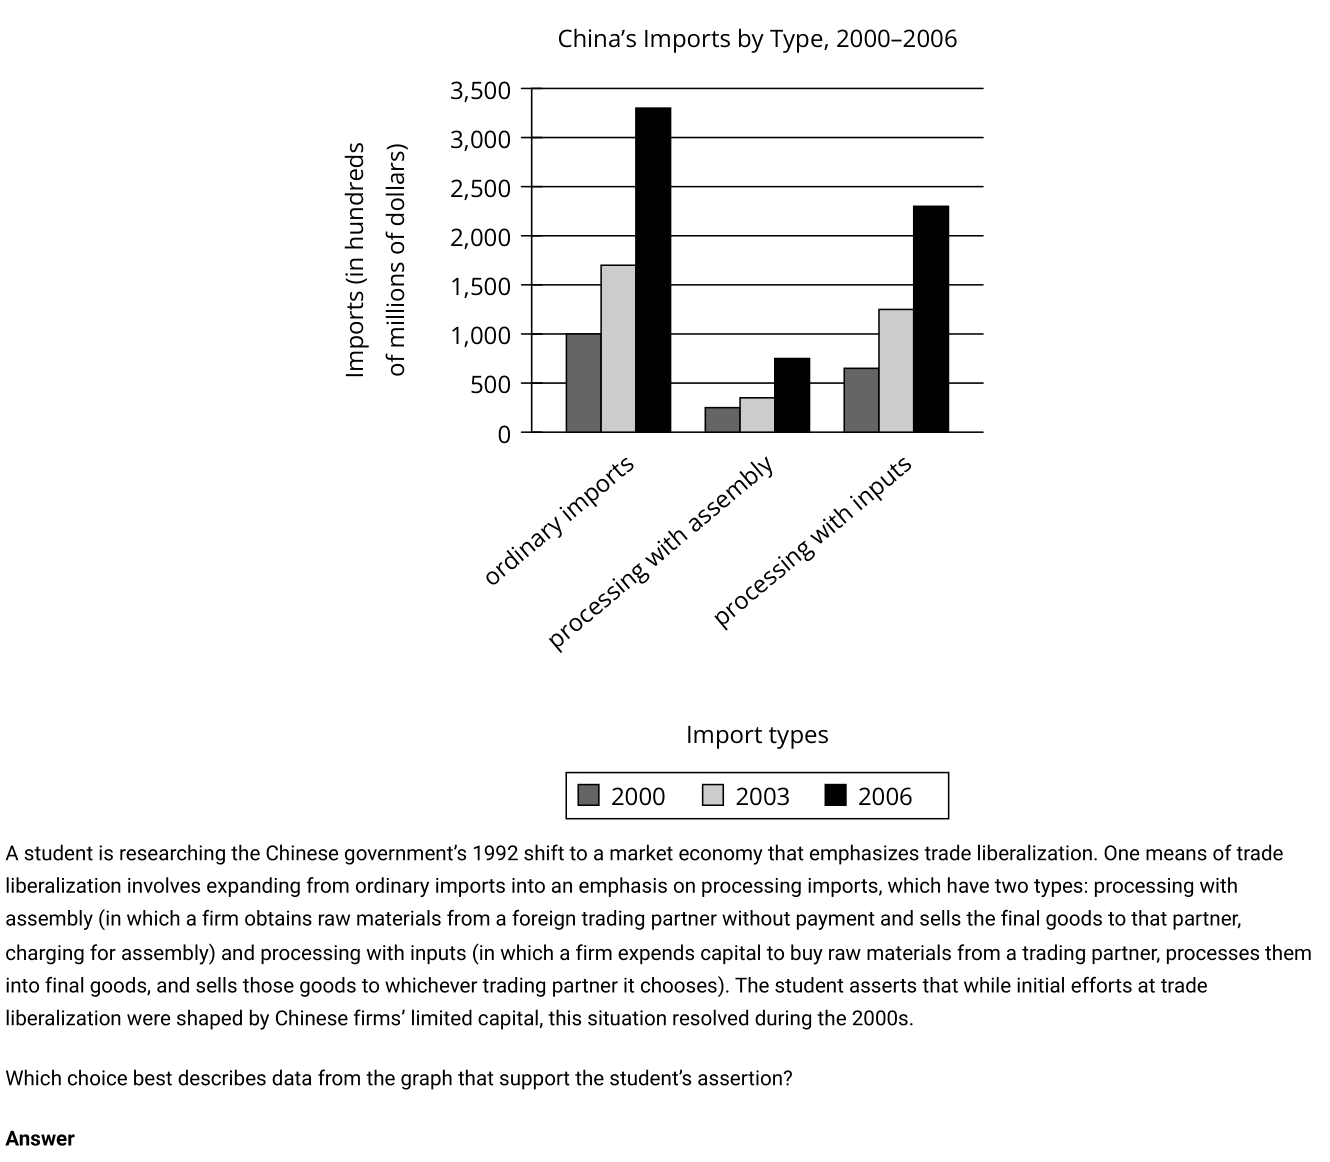 China’s Imports by Type, 2000–2006
Imports (in hundreds
of millions of dollars)
3,500
3,000
2,500
2,000
1,500
1,000
500
0
ordinary imports
processing with assembly
processing with inputs
Import types
2000 2003 2006
A student is researching the Chinese government’s 1992 shift to a market economy that emphasizes trade liberalization. One means of trade
liberalization involves expanding from ordinary imports into an emphasis on processing imports, which have two types: processing with
assembly (in which a firm obtains raw materials from a foreign trading partner without payment and sells the final goods to that partner,
charging for assembly) and processing with inputs (in which a firm expends capital to buy raw materials from a trading partner, processes them
into final goods, and sells those goods to whichever trading partner it chooses). The student asserts that while initial efforts at trade
liberalization were shaped by Chinese firms’ limited capital, this situation resolved during the 2000s.
Which choice best describes data from the graph that support the student’s assertion?
Answer